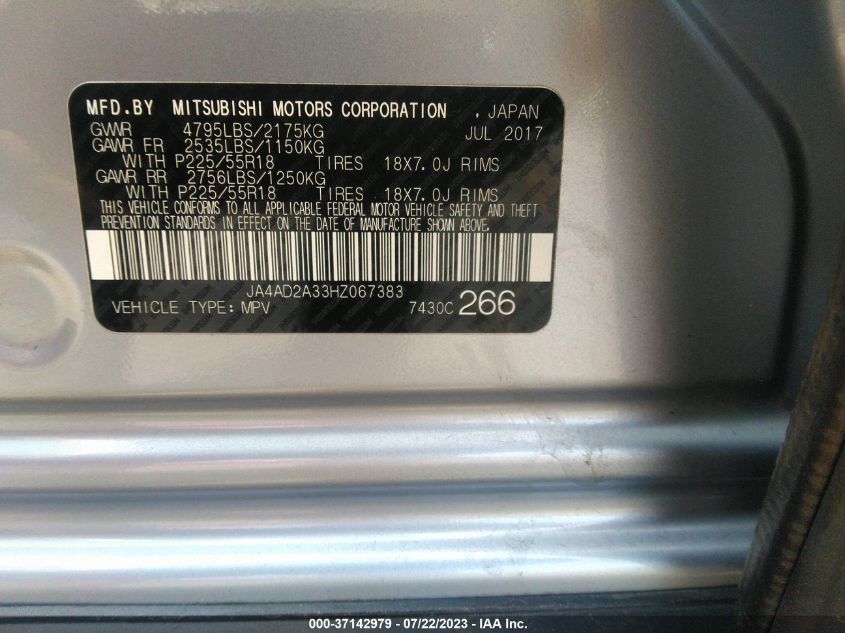 MFD.BY MITSUBISHI MOTORS CORPORATION , JAPAN
GVWR 4795LBS/2175KG JUL 2017
GAWR FR 2535LBS/1150KG
WITH P225/55R18 TIRES 18X7.0J RIMS
GAWR RR 2756LBS/1250KG
WITH P225/55R18 TIRES 18X7.0J RIMS
THIS VEHICLE CONFORMS TO ALL APPLICABLE FEDERAL MOTOR VEHICLE SAFETY AND THEFT
PREVENTION STANDARDS IN EFFECT ON THE DATE OF MANUFACTURE SHOWN ABOVE.
JA4AD2A33HZ067383
VEHICLE TYPE: MPV 7430C 266
000-37142979 - 07/22/2023 - IAA Inc.